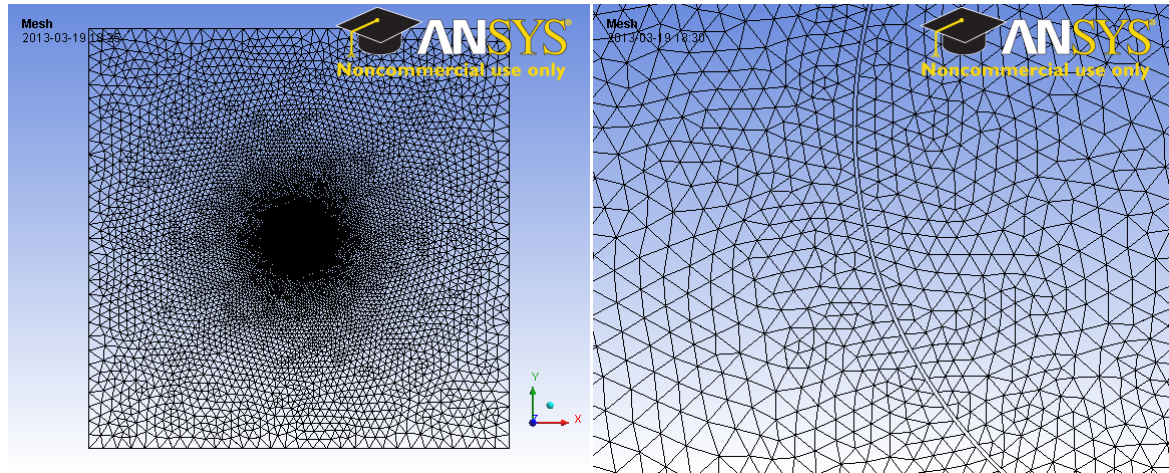 Mesh
2013-03-19 18:25
ANSYS®
Noncommercial use only
Y
Z
X
Mesh
2013-03-19 18:30
ANSYS®
Noncommercial use only